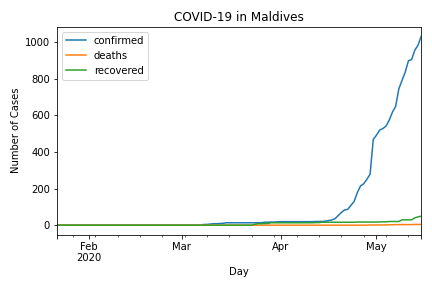 COVID-19 in Maldives
confirmed
deaths
recovered
Number of Cases
1000
800
600
400
200
0
Feb
2020
Mar
Apr
May
Day